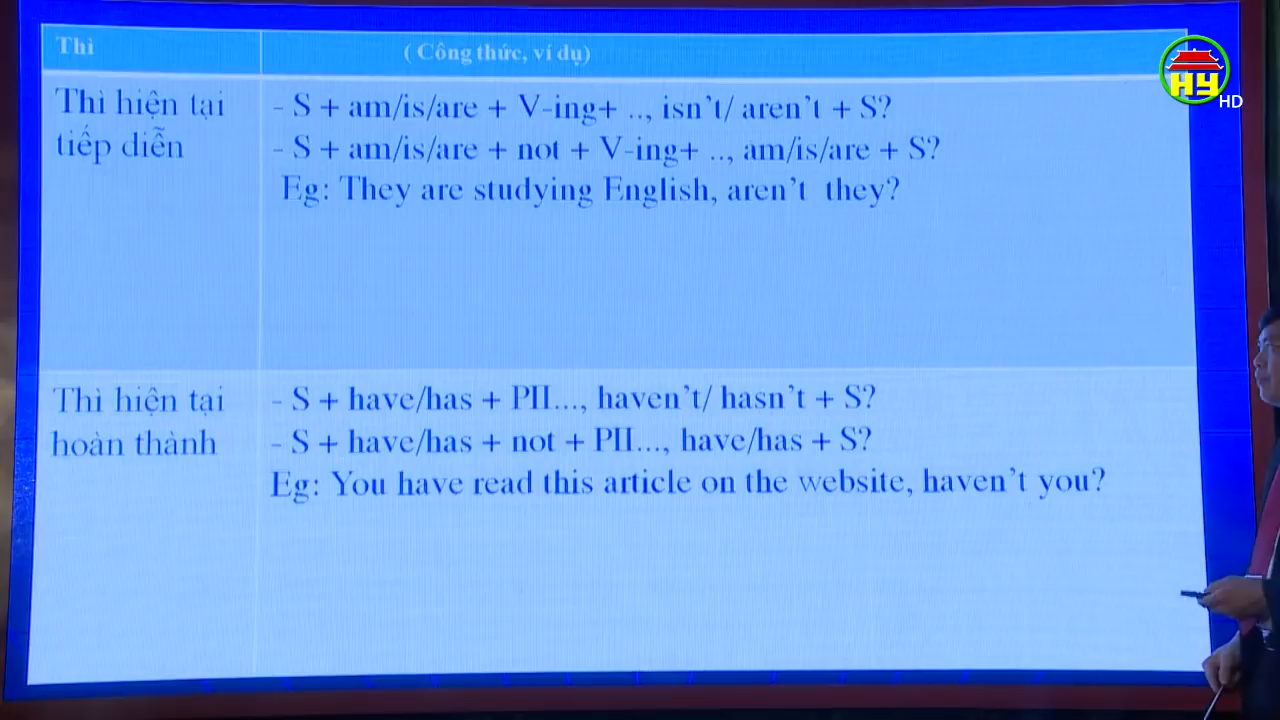 Thì
( Công thức, ví dụ)
Thì hiện tại
tiếp diễn
- S + am/is/are + V-ing+ .., isn’t/ aren’t + S?
- S + am/is/are + not + V-ing+ .., am/is/are + S?
Eg: They are studying English, aren’t they?
Thì hiện tại
hoàn thành
- S + have/has + PII..., haven’t/ hasn’t + S?
- S + have/has + not + PII..., have/has + S?
Eg: You have read this article on the website, haven’t you?
HY
HD